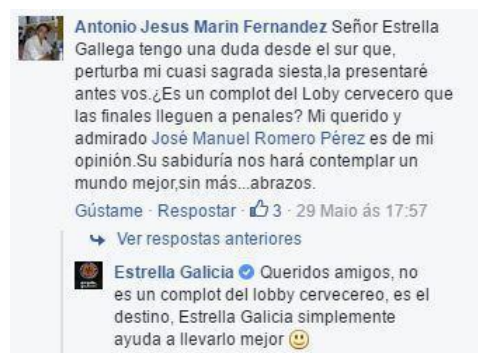 Antonio Jesus Marin Fernandez Señor Estrella
Gallega tengo una duda desde el sur que,
perturba mi cuasi sagrada siesta,la presentaré
antes vos.¿Es un complot del Loby cervecero que
las finales lleguen a penales? Mi querido y
admirado José Manuel Romero Pérez es de mi
opinión.Su sabiduría nos hará contemplar un
mundo mejor,sin más...abrazos.
Gústame · Respostar · 3 · 29 Maio ás 17:57
Ver respostas anteriores
Estrella Galicia Queridos amigos, no
es un complot del lobby cervecereo, es el
destino, Estrella Galicia simplemente
ayuda a llevarlo mejor